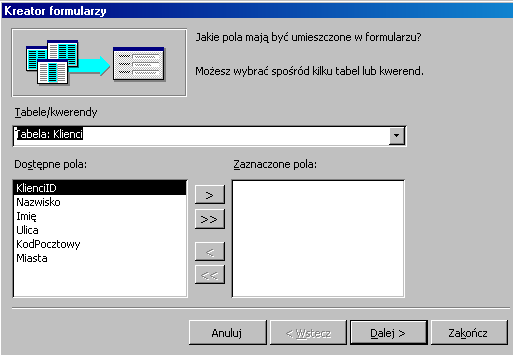 Kreator formularzy
Jakie pola mają być umieszczone w formularzu?
Możesz wybrać spośród kilku tabel lub kwerend.
Tabele/kwerendy
Tabela: Klienci
Dostępne pola:
Zaznaczone pola:
KlienciID
Nazwisko
Imię
Ulica
KodPocztowy
Miasta
>
>>
<
<<
Anuluj
< Wstecz
Dalej >
Zakończ